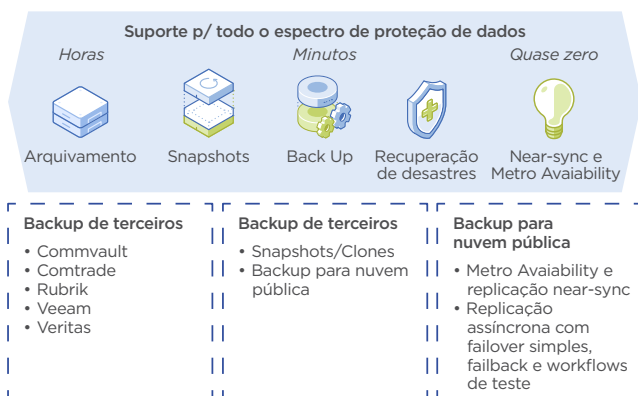 Suporte p/ todo o espectro de proteção de dados
Horas
Minutos
Quase zero
Arquivamento
Snapshots
Back Up
Recuperação
de desastres
Near-sync e
Metro Avaiability
Backup de terceiros
• Commvault
• Comtrade
• Rubrik
• Veeam
• Veritas
Backup de terceiros
• Snapshots/Clones
• Backup para nuvem
pública
Backup para
nuvem pública
• Metro Avaiability e
replicação near-sync
• Replicação
assíncrona com
failover simples,
failback e workflows
de teste